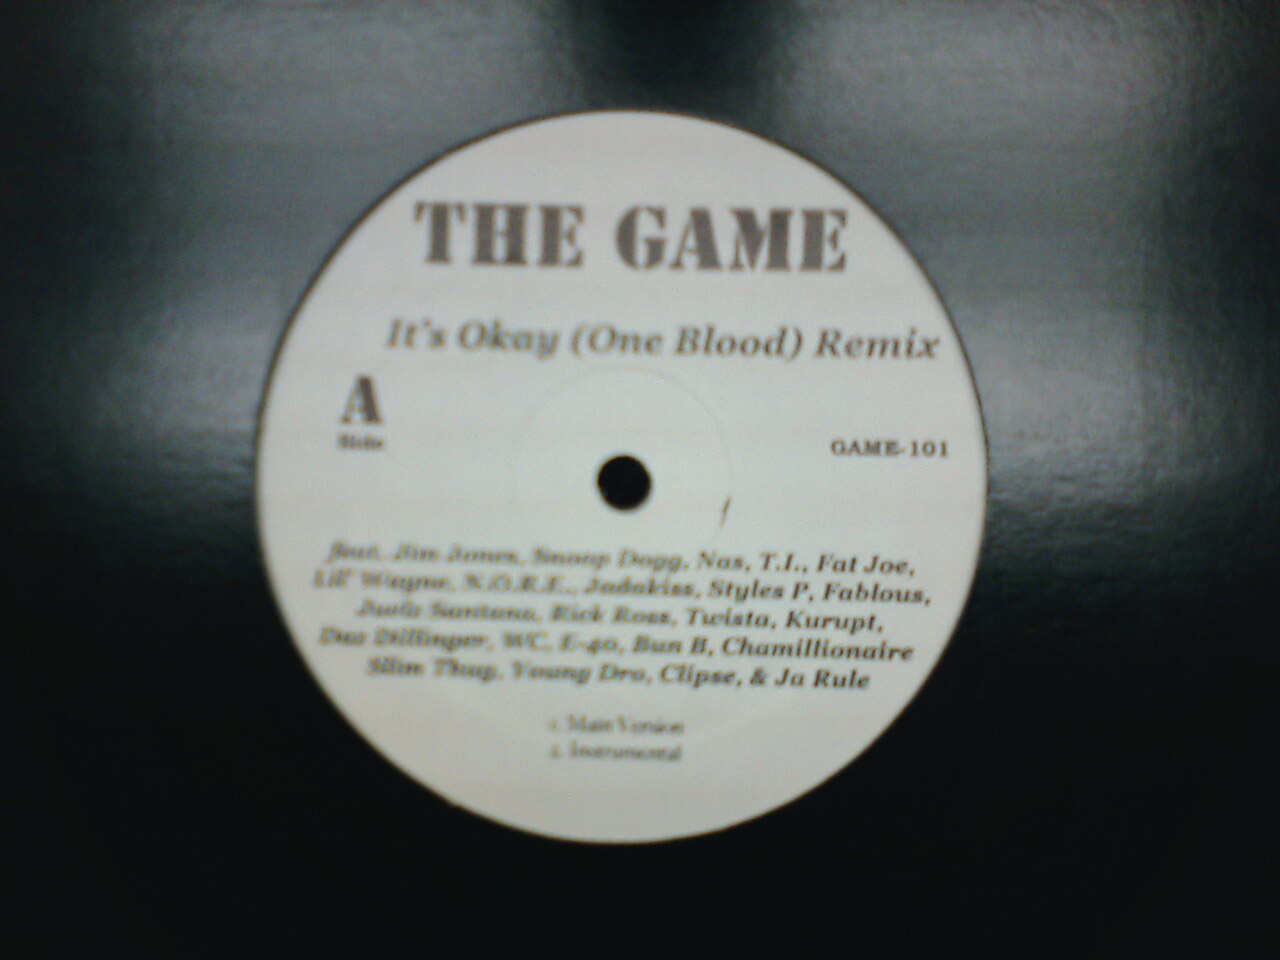 THE GAME
It's Okay (One Blood) Remix
A
Side
GAME-101
feat. Jim Jones, Snoop Dogg, Nas, T.I., Fat Joe,
Lil' Wayne, N.O.R.E., Jadakiss, Styles P, Fablous,
Juelz Santana, Rick Ross, Twista, Kurupt,
Daz Dillinger, WC, E-40, Bun B, Chamillionaire
Slim Thug, Young Dro, Clipse, & Ja Rule
1. Main Version
2. Instrumental